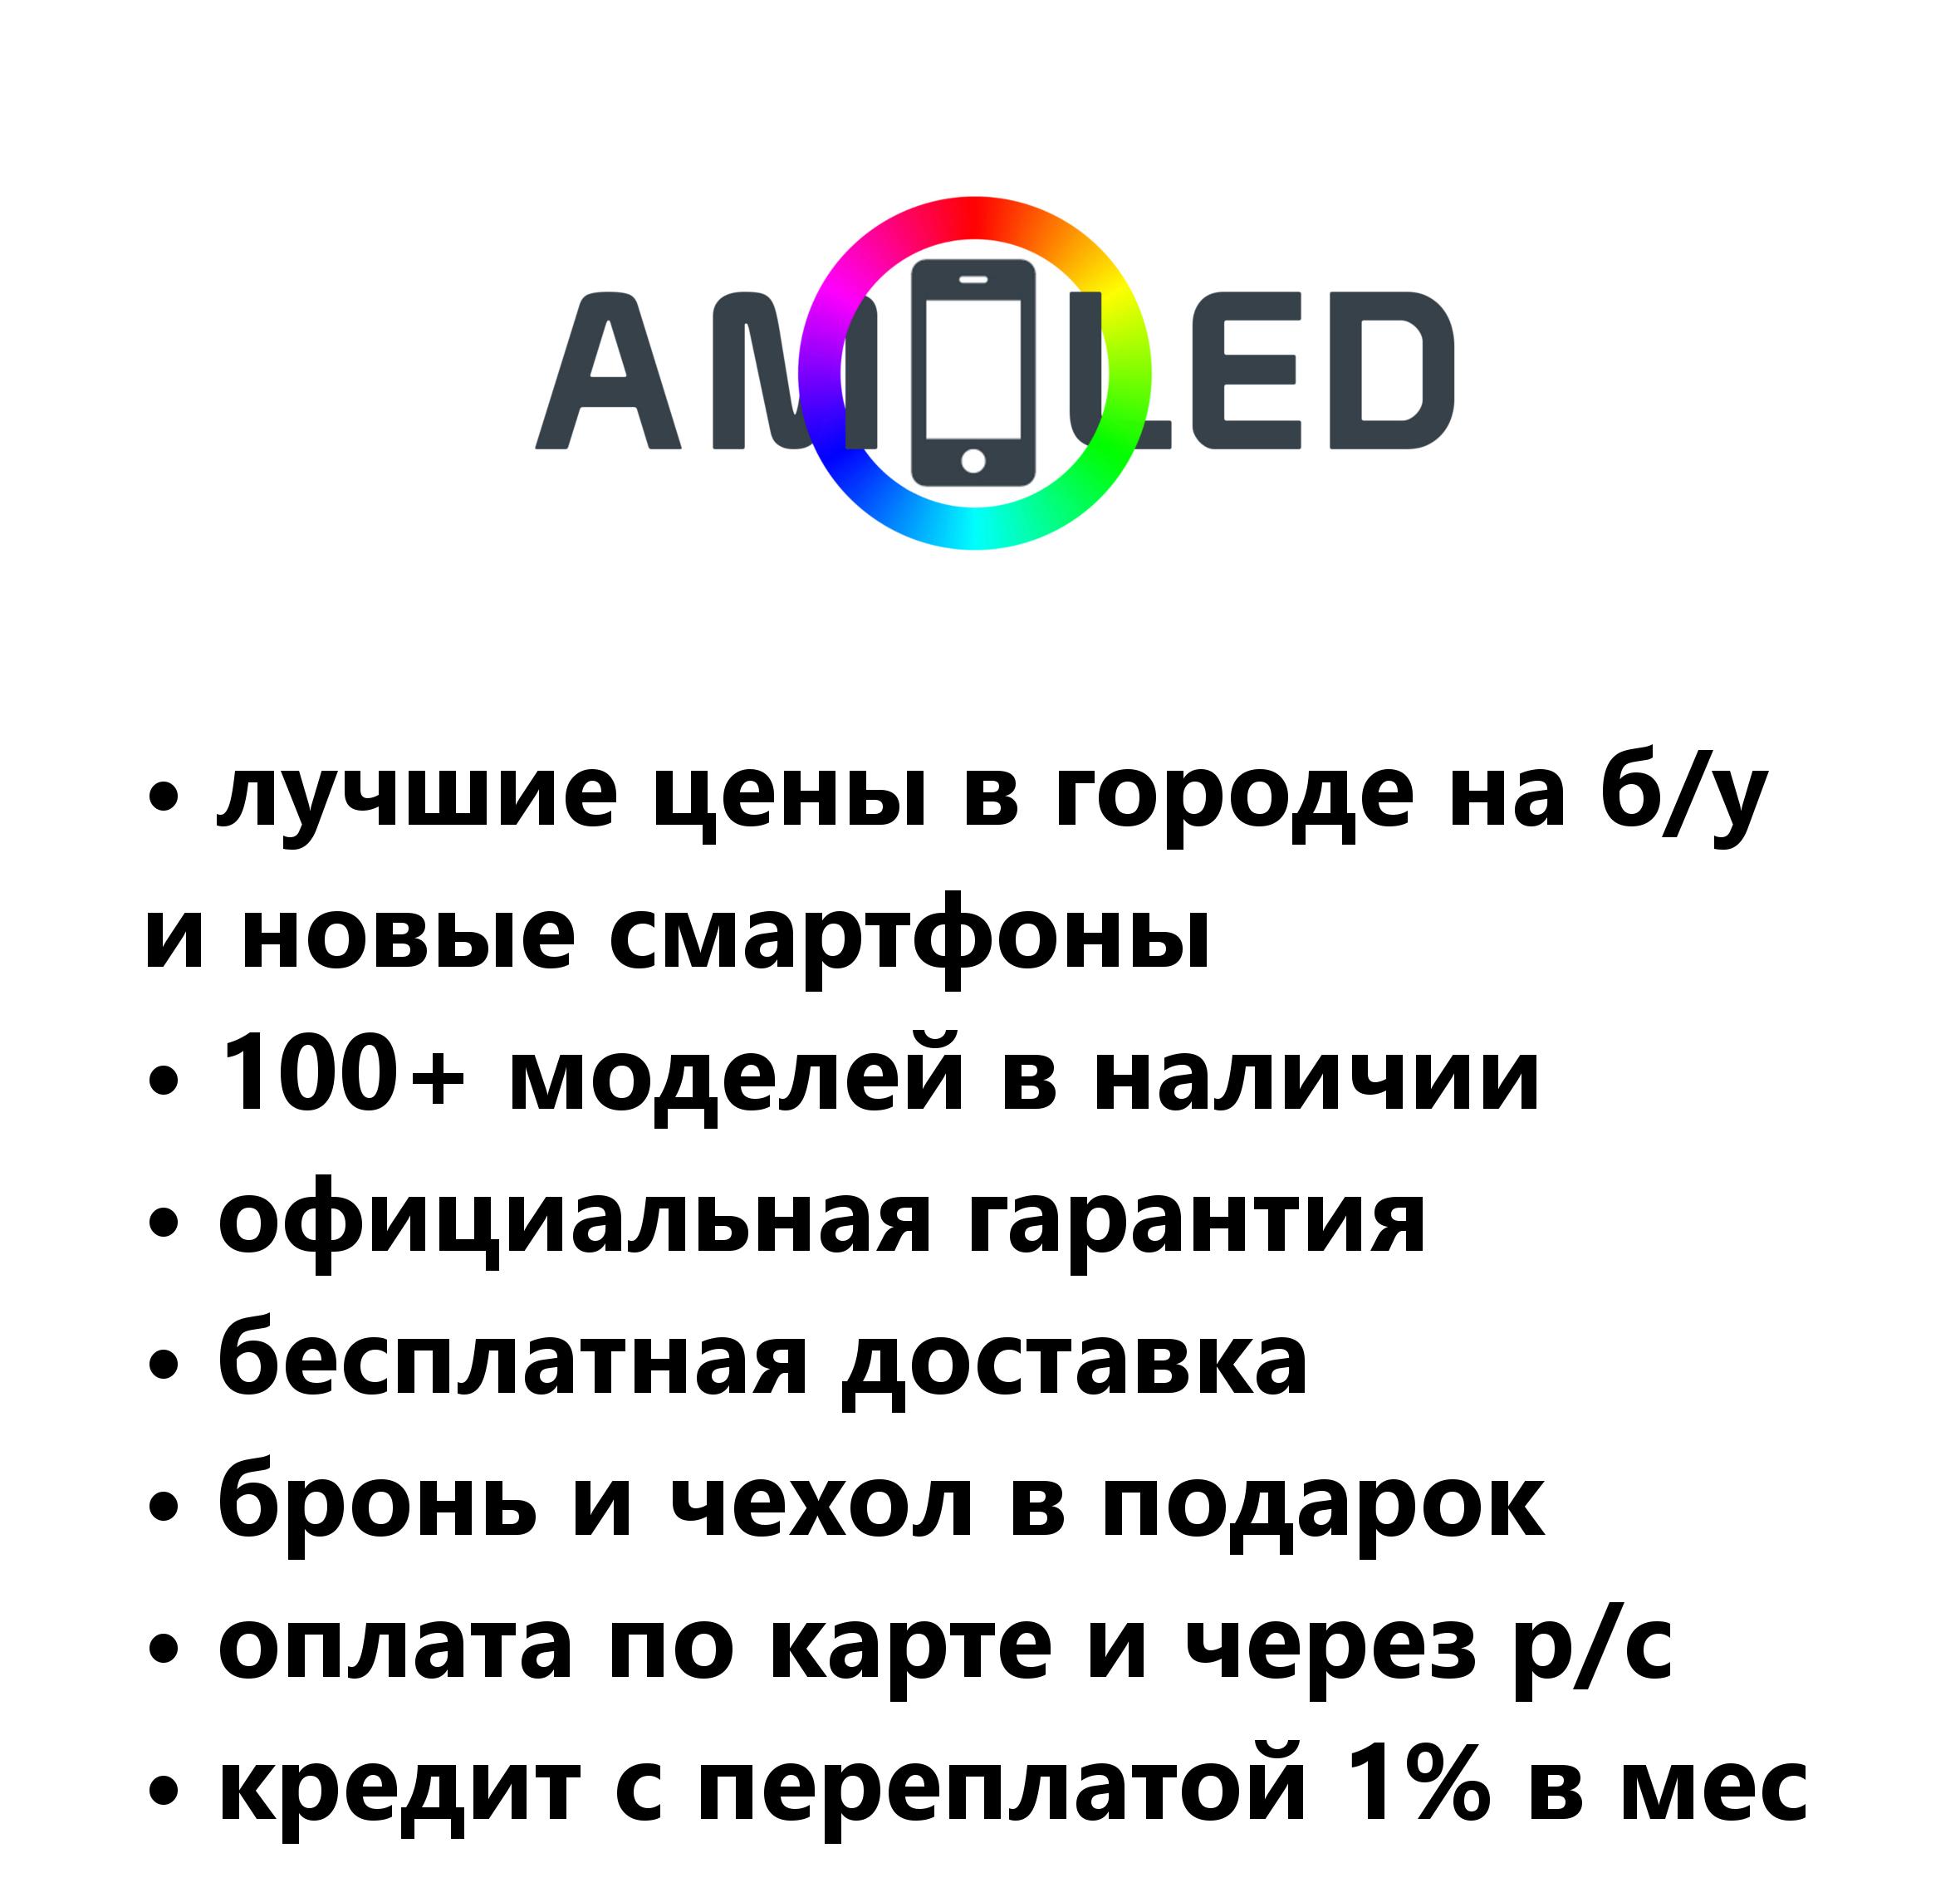 AMOLED
• лучшие цены в городе на б/у
и новые смартфоны
• 100+ моделей в наличии
• официальная гарантия
• бесплатная доставка
• бронь и чехол в подарок
• оплата по карте и через р/с
• кредит с переплатой 1% в мес